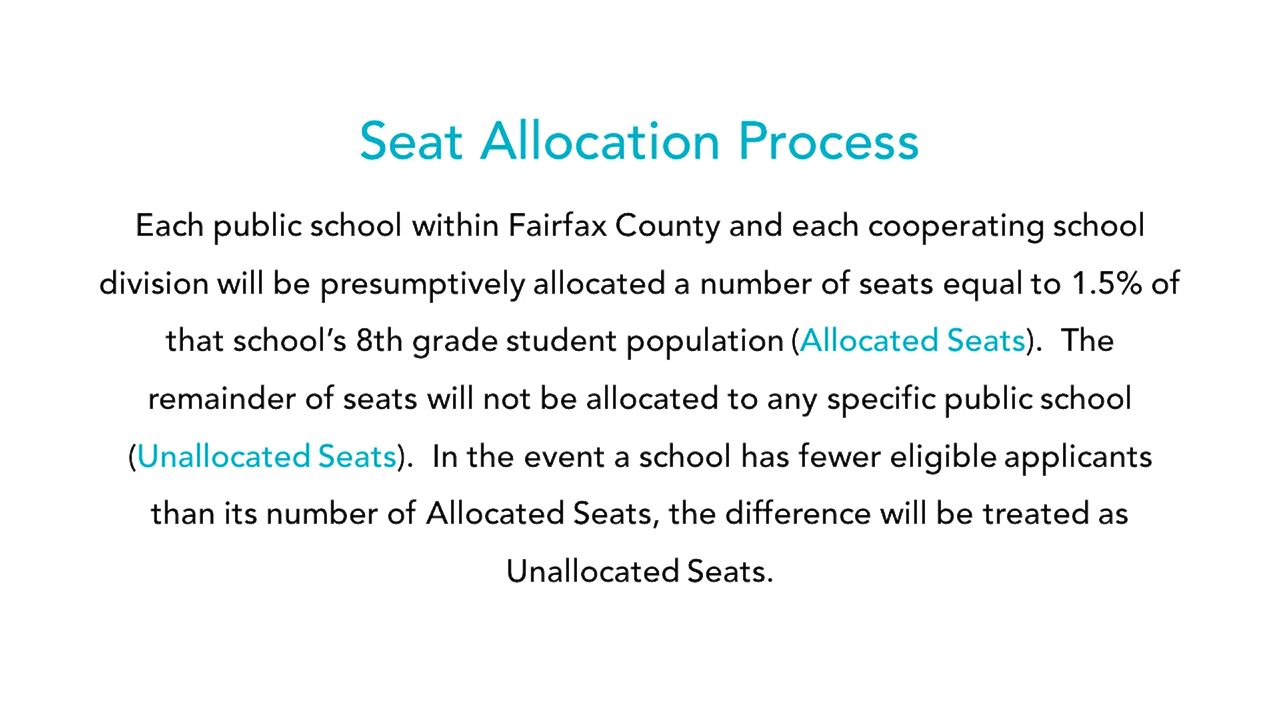 Seat Allocation Process
Each public school within Fairfax County and each cooperating school
division will be presumptively allocated a number of seats equal to 1.5% of
that school’s 8th grade student population (Allocated Seats).  The
remainder of seats will not be allocated to any specific public school
(Unallocated Seats).  In the event a school has fewer eligible applicants
than its number of Allocated Seats, the difference will be treated as
Unallocated Seats.